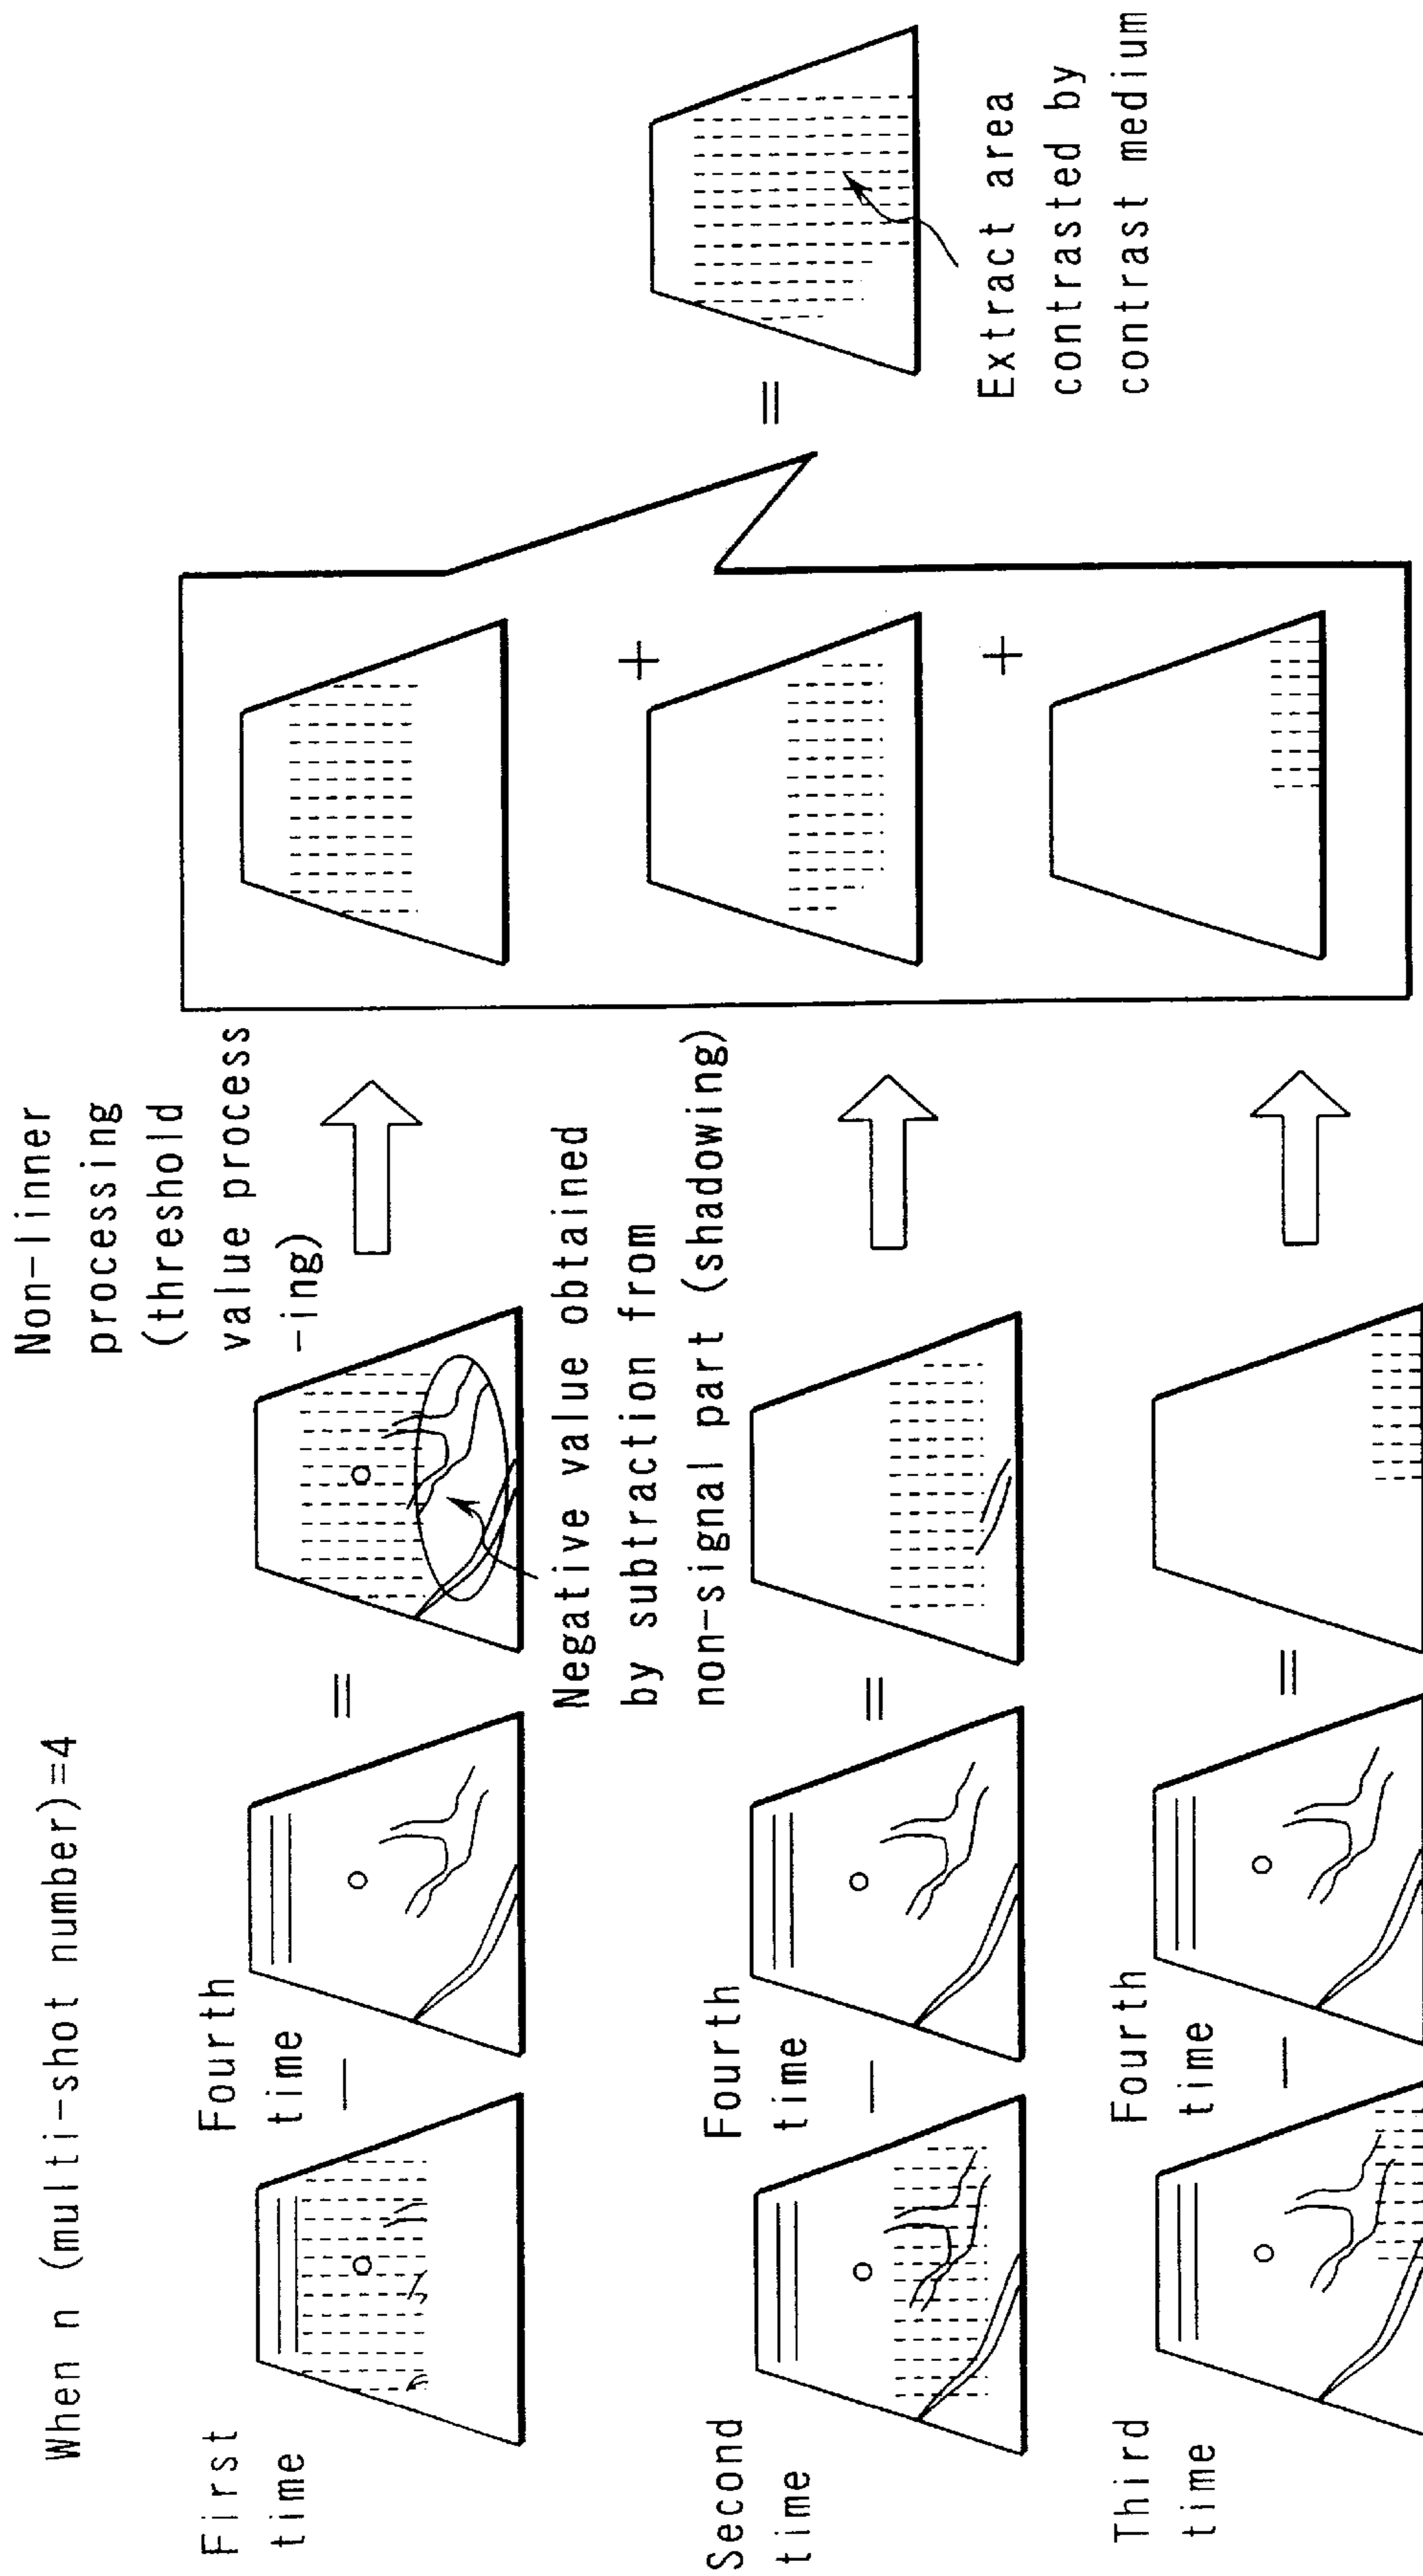 When n (multi-shot number)=4
First
time
−
Fourth
time
=
Non-linner
processing
(threshold
value process
-ing)
Negative value obtained
by subtraction from
non-signal part (shadowing)
Second
time
−
Fourth
time
=
Third
time
−
Fourth
time
=
+
+
=
Extract area
contrasted by
contrast medium